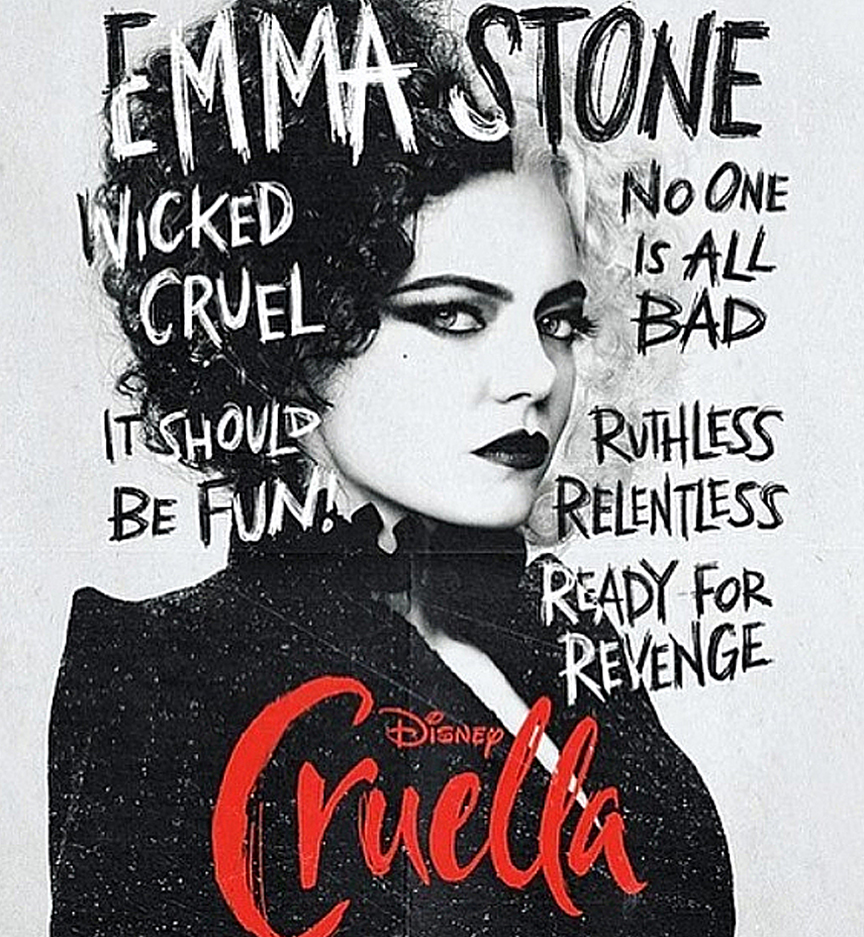 EMMA STONE
WICKED
CRUEL
NO ONE
IS ALL
BAD
IT SHOULD
BE FUN!
RUTHLESS
RELENTLESS
READY FOR
REVENGE
Disney
Cruella